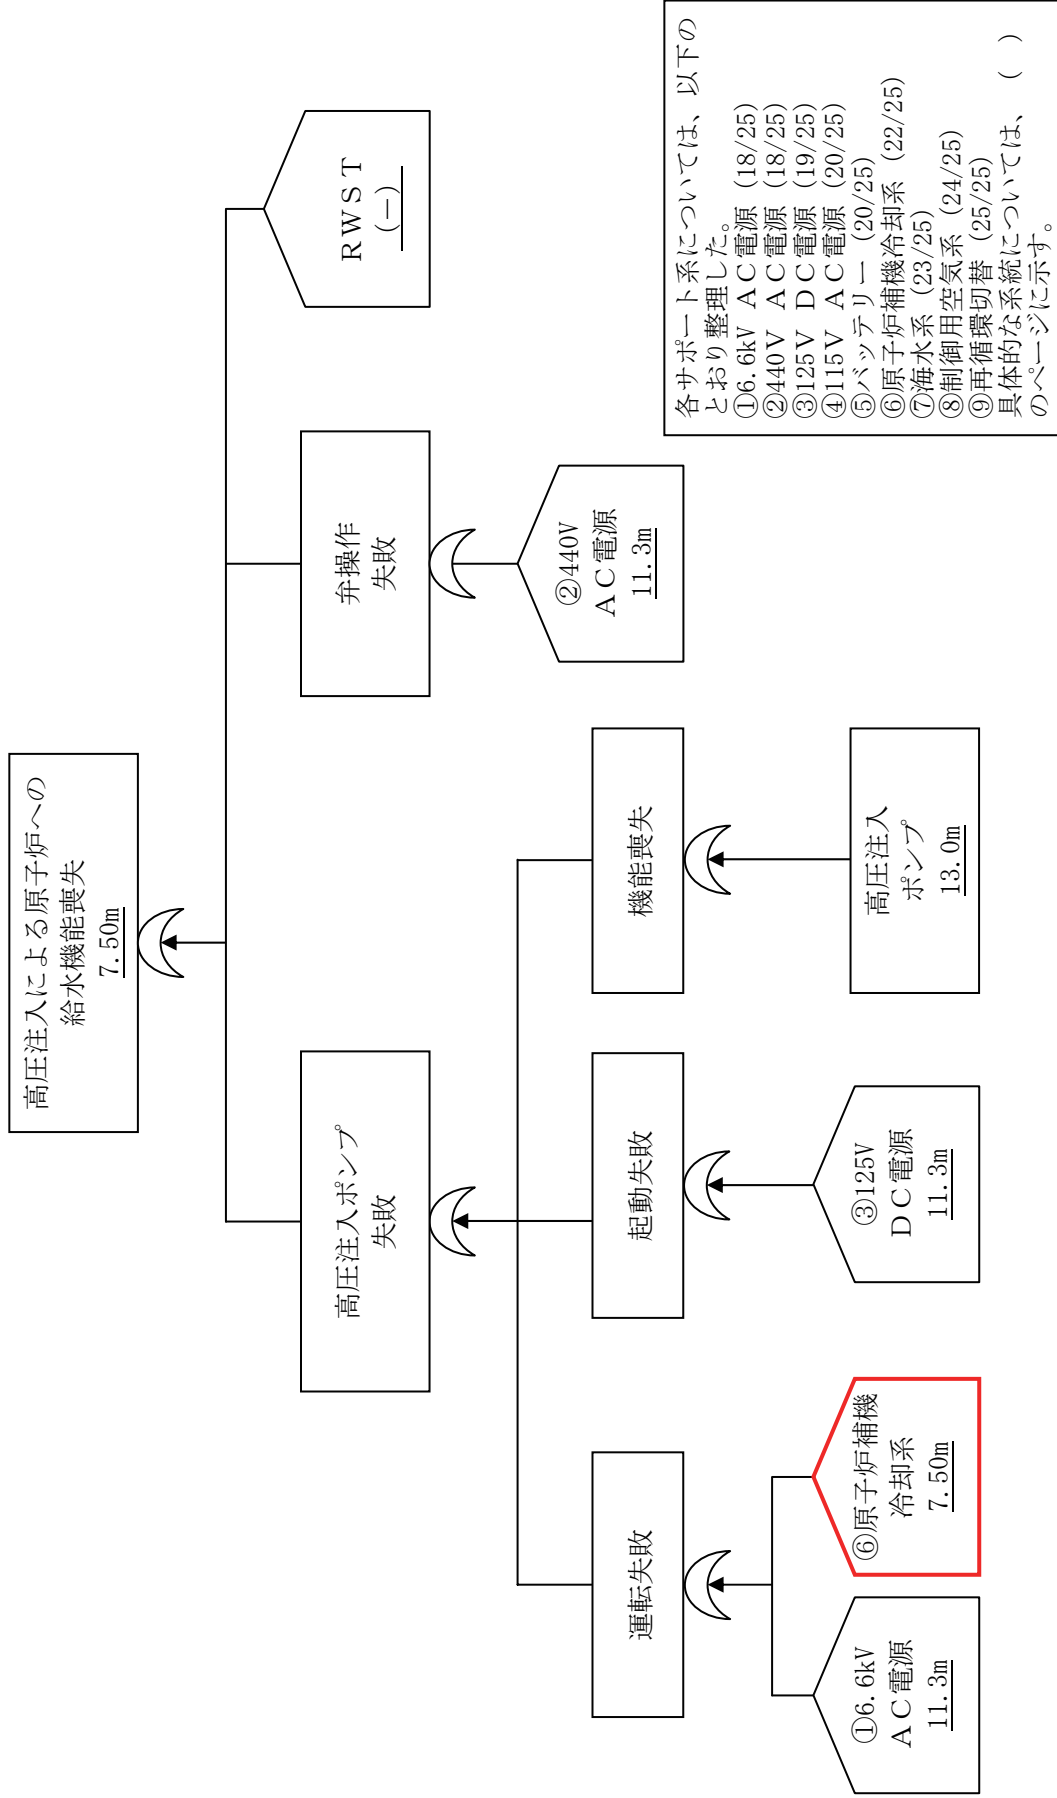 高圧注入による原子炉への
給水機能喪失
7.50m
高圧注入ポンプ
失敗
弁操作
失敗
RWST
(－)
②440V
AC電源
11.3m
運転失敗
起動失敗
機能喪失
①6.6kV
AC電源
11.3m
⑥原子炉補機
冷却系
7.50m
③125V
DC電源
11.3m
高圧注入
ポンプ
13.0m
各サポート系については、以下の
とおり整理した。
①6.6kV AC電源 (18/25)
②440V AC電源 (18/25)
③125V DC電源 (19/25)
④115V AC電源 (20/25)
⑤バッテリー (20/25)
⑥原子炉補機冷却系 (22/25)
⑦海水系 (23/25)
⑧制御用空気系 (24/25)
⑨再循環切替 (25/25)
具体的な系統については、( )
のページに示す。